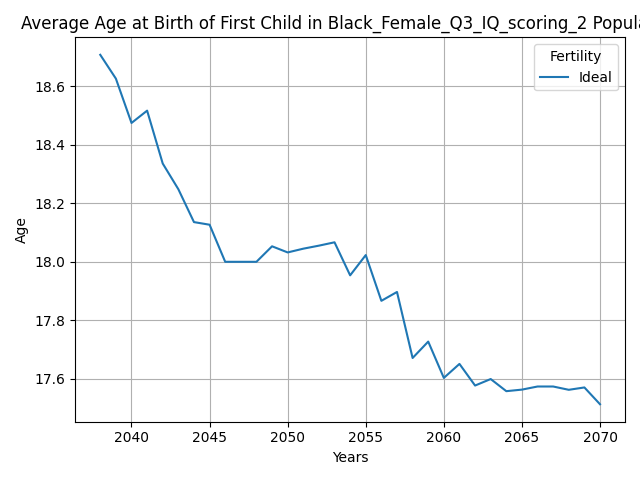 Average Age at Birth of First Child in Black_Female_Q3_IQ_scoring_2
Fertility
Ideal
18.6
18.4
18.2
18.0
17.8
17.6
Age
2040 2045 2050 2055 2060 2065 2070
Years